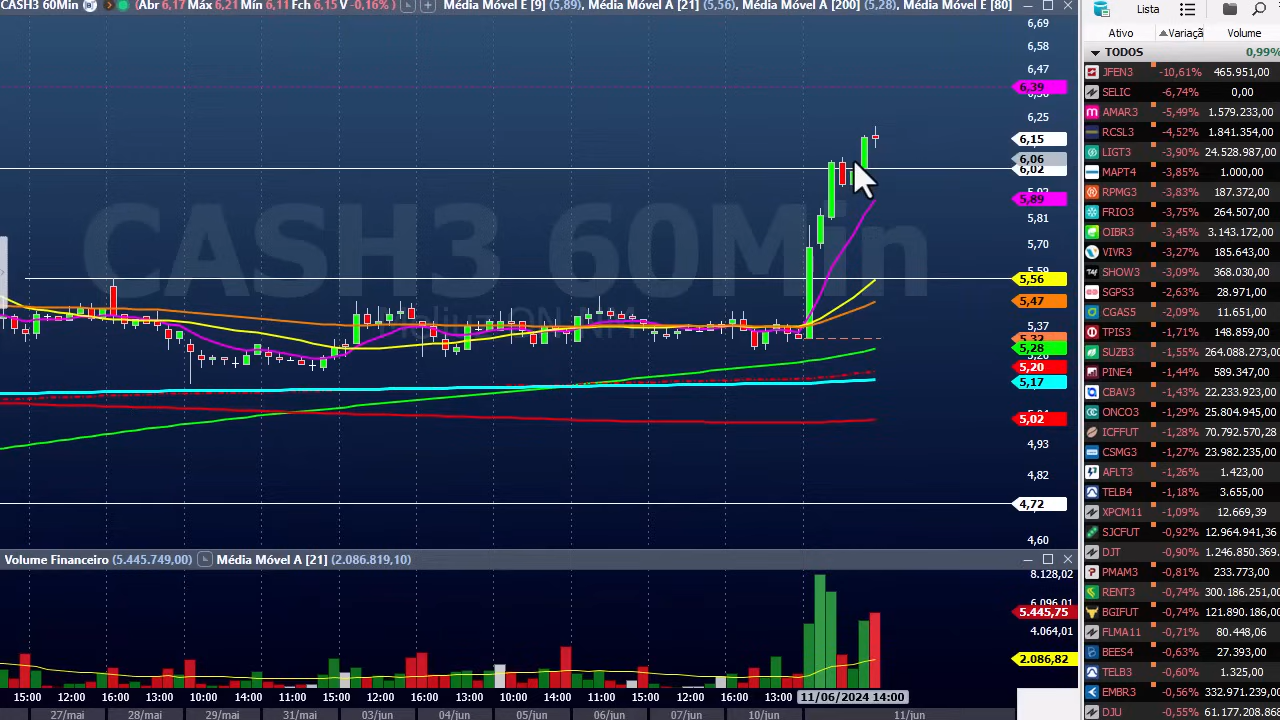 CASH3 60Min
(Abr 6,17 Máx 6,21 Mín 6,11 Fch 6,15 V -0,16% )
Média Móvel E [9] (5,89), Média Móvel A [21] (5,56), Média Móvel A [200] (5,28), Média Móvel E [80]
CASH3 60Min
6,69
6,58
6,47
6,39
6,25
6,15
6,06
6,02
5,89
5,81
5,70
5,56
5,47
5,37
5,28
5,20
5,17
5,02
4,93
4,82
4,72
4,60
Volume Financeiro (5.445.749,00) Média Móvel A [21] (2.086.819,10)
8.128,02
6.096,01
5.445,75
4.064,01
2.086,82
15:00 12:00 16:00 13:00 10:00 14:00 11:00 15:00 12:00 16:00 13:00 10:00 14:00 11:00 15:00 12:00 16:00 13:00 11/06/2024 14:00
27/mai 28/mai 29/mai 31/mai 03/jun 04/jun 05/jun 06/jun 07/jun 10/jun 11/jun
Lista
Ativo Variaçã Volume
TODOS 0,99%
JFEN3 -10,61% 465.951,00
SELIC -6,74% 0,00
AMAR3 -5,49% 1.579.233,00
RCSL3 -4,52% 1.841.354,00
LIGT3 -3,90% 24.528.987,00
MAPT4 -3,85% 1.000,00
RPMG3 -3,83% 187.372,00
FRIO3 -3,75% 264.507,00
OIBR3 -3,45% 3.143.172,00
VIVR3 -3,27% 185.643,00
SHOW3 -3,09% 368.030,00
SGPS3 -2,63% 28.971,00
CGAS5 -2,09% 11.261,00
TPIS3 -1,71% 148.859,00
SUZB3 -1,55% 264.083.273,00
PINE4 -1,44% 589.647,00
CBAV3 -1,43% 22.233.923,00
ONCO3 -1,29% 25.804.945,00
ICFFUT -1,28% 70.792.570,28
CSMG3 -1,27% 23.982.239,00
AFLT3 -1,26% 1.423,00
TELB4 -1,18% 3.655,00
XPCM11 -1,09% 12.669,39
SJCFUT -0,92% 12.964.941,36
DJT -0,90% 1.246.850.369,
PMAM3 -0,81% 233.773,00
RENT3 -0,74% 300.186.251,00
BGIFUT -0,74% 121.890.186,00
FLMA11 -0,71% 80.448,06
BEES4 -0,63% 27.393,00
TELB3 -0,60% 1.325,00
EMBR3 -0,56% 332.971.239,00
DJU -0,55% 61.177.208.868